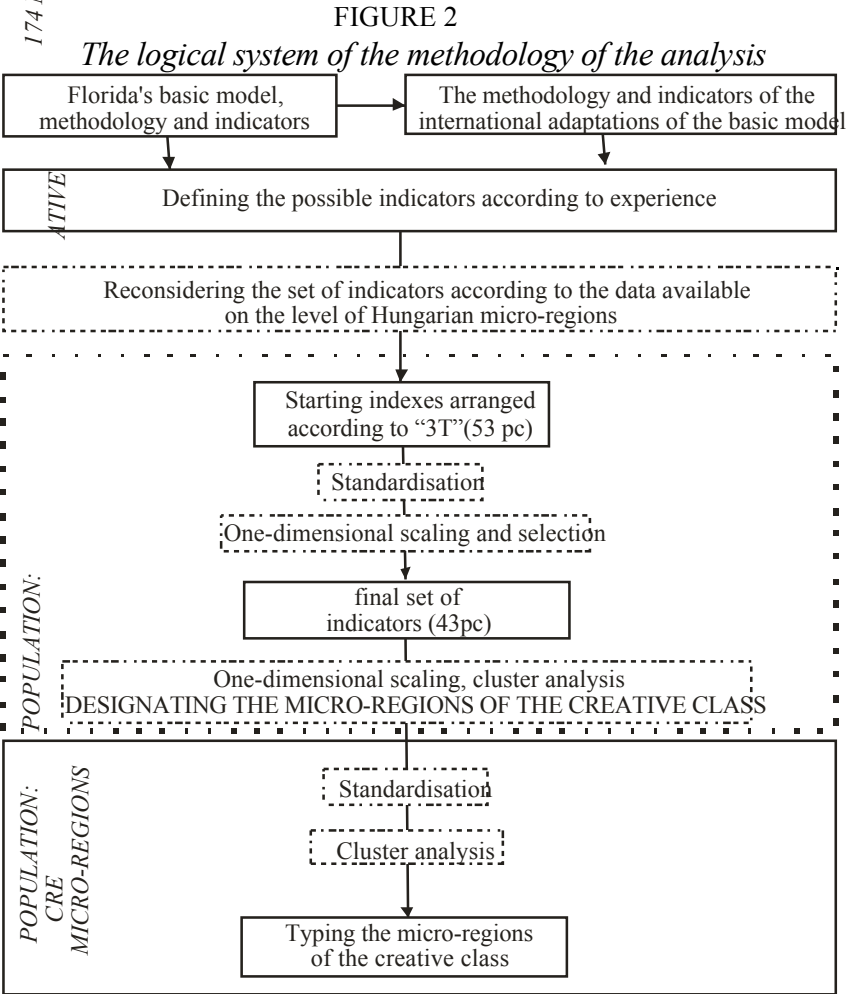 174
FIGURE 2
The logical system of the methodology of the analysis
Florida's basic model,
methodology and indicators
The methodology and indicators of the
international adaptations of the basic model
ATIVE
Defining the possible indicators according to experience
Reconsidering the set of indicators according to the data available
on the level of Hungarian micro-regions
POPULATION:
Starting indexes arranged
according to “3T”(53 pc)
Standardisation
One-dimensional scaling and selection
final set of
indicators (43pc)
One-dimensional scaling, cluster analysis
DESIGNATING THE MICRO-REGIONS OF THE CREATIVE CLASS
POPULATION:
CRE
MICRO-REGIONS
Standardisation
Cluster analysis
Typing the micro-regions
of the creative class